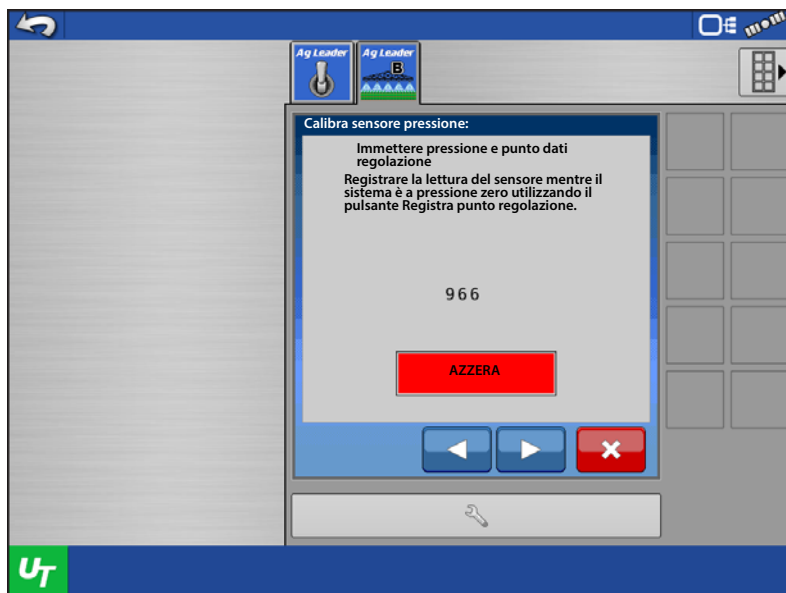 Ag Leader
Ag Leader
B
Calibra sensore pressione:
Immettere pressione e punto dati
regolazione
Registrare la lettura del sensore mentre il
sistema è a pressione zero utilizzando il
pulsante Registra punto regolazione.
966
AZZERA
UT